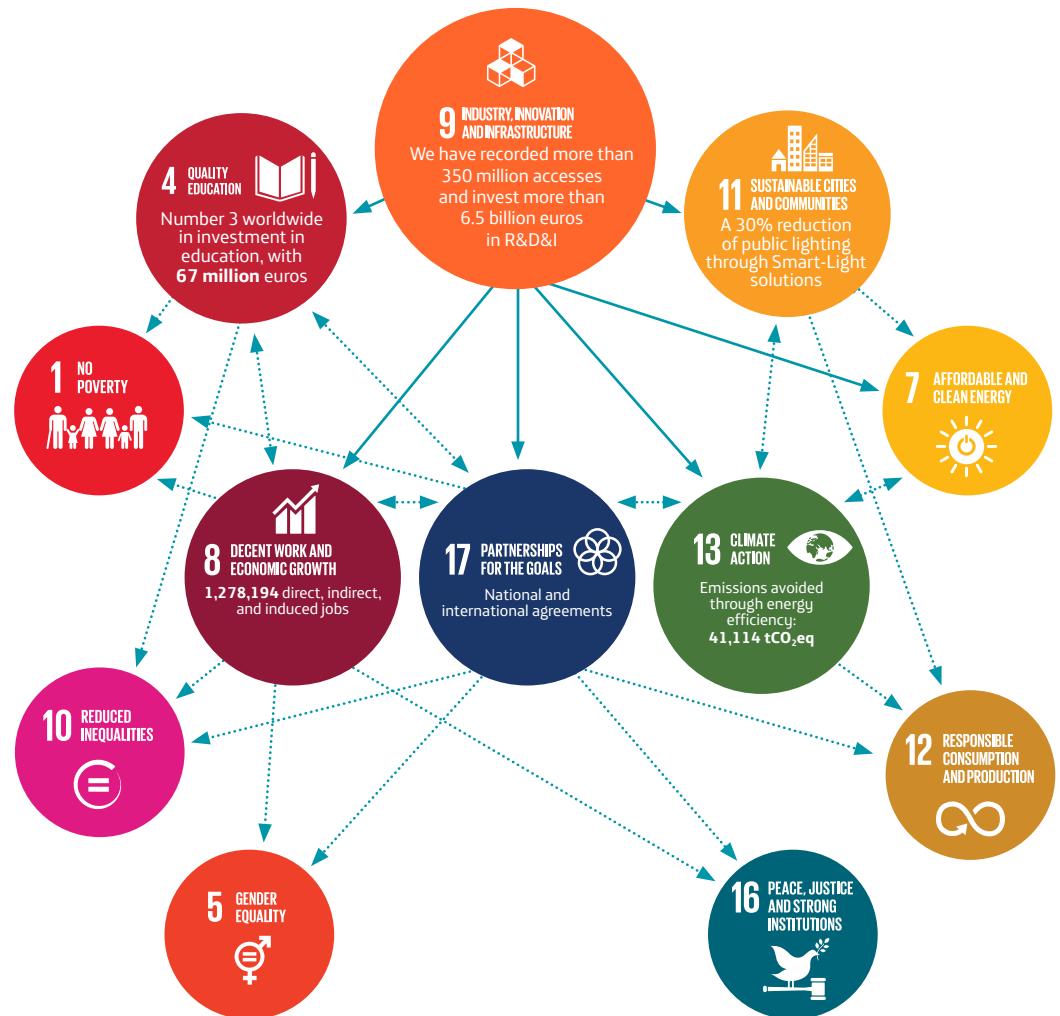 9 INDUSTRY, INNOVATION
AND INFRASTRUCTURE
We have recorded more than
350 million accesses
and invest more than
6.5 billion euros
in R&D&I
4 QUALITY
EDUCATION
Number 3 worldwide
in investment in
education, with
67 million euros
11 SUSTAINABLE CITIES
AND COMMUNITIES
A 30% reduction
of public lighting
through Smart-Light
solutions
1 NO
POVERTY
7 AFFORDABLE AND
CLEAN ENERGY
8 DECENT WORK AND
ECONOMIC GROWTH
1,278,194 direct, indirect,
and induced jobs
17 PARTNERSHIPS
FOR THE GOALS
National and
international agreements
13 CLIMATE
ACTION
Emissions avoided
through energy
efficiency:
41,114 tCO₂eq
10 REDUCED
INEQUALITIES
12 RESPONSIBLE
CONSUMPTION
AND PRODUCTION
5 GENDER
EQUALITY
16 PEACE, JUSTICE
AND STRONG
INSTITUTIONS